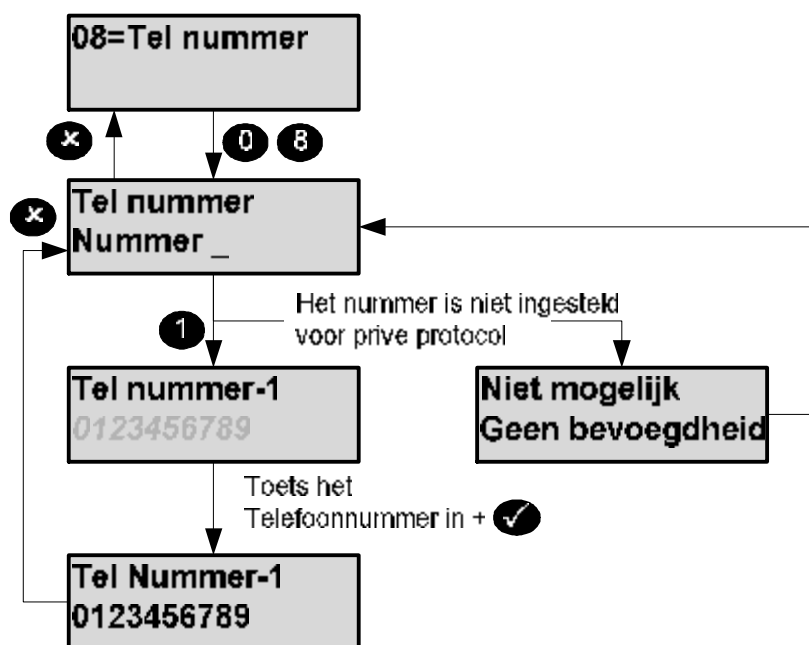 08=Tel nummer
0 8
Tel nummer
Nummer _
Het nummer is niet ingesteld
voor prive protocol
1
Tel nummer-1
0123456789
Niet mogelijk
Geen bevoegdheid
Toets het
Telefoonnummer in + ✓
Tel Nummer-1
0123456789